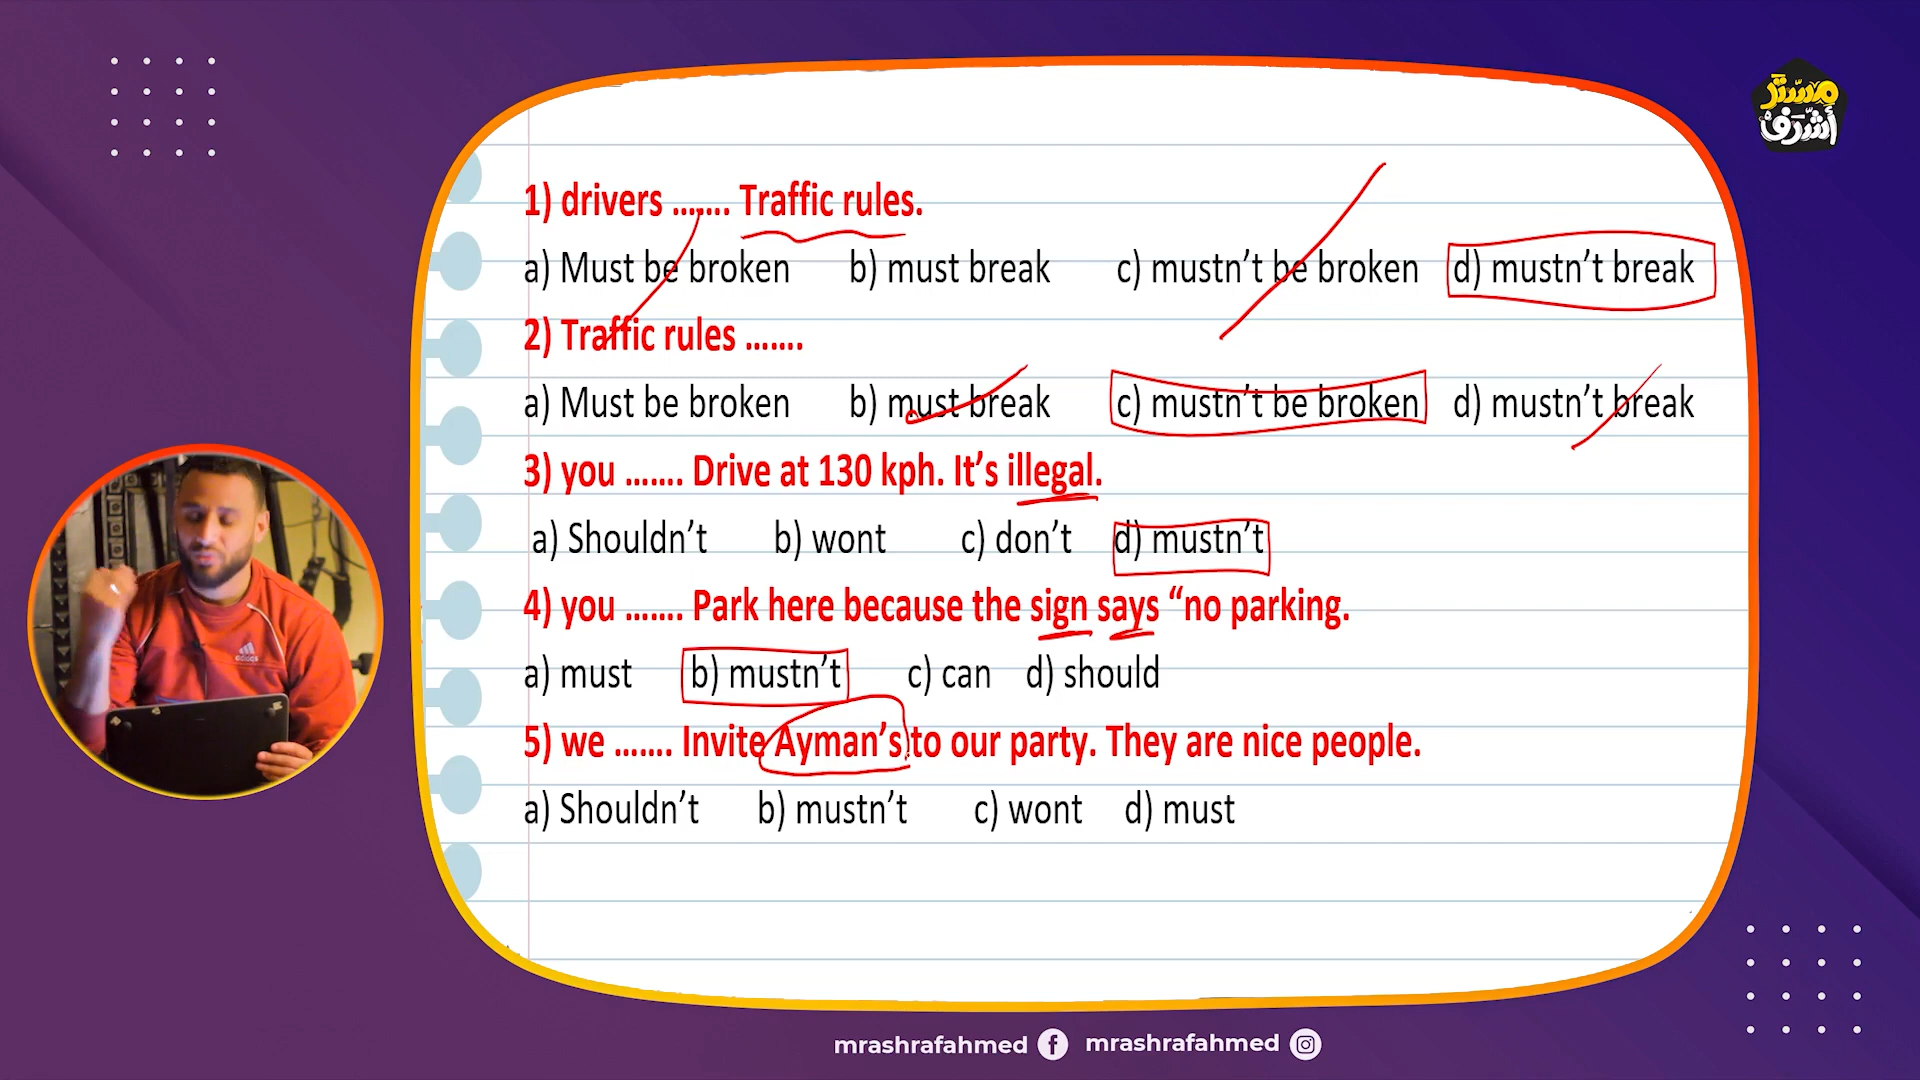 مستر
أشرف
1) drivers ....... Traffic rules.
a) Must be broken b) must break c) mustn't be broken d) mustn't break
2) Traffic rules .......
a) Must be broken b) must break c) mustn't be broken d) mustn't break
3) you ....... Drive at 130 kph. It's illegal.
a) Shouldn't b) wont c) don't d) mustn't
4) you ....... Park here because the sign says “no parking.
a) must b) mustn't c) can d) should
5) we ....... Invite Ayman's to our party. They are nice people.
a) Shouldn't b) mustn't c) wont d) must
adidas
mrashrafahmed mrashrafahmed